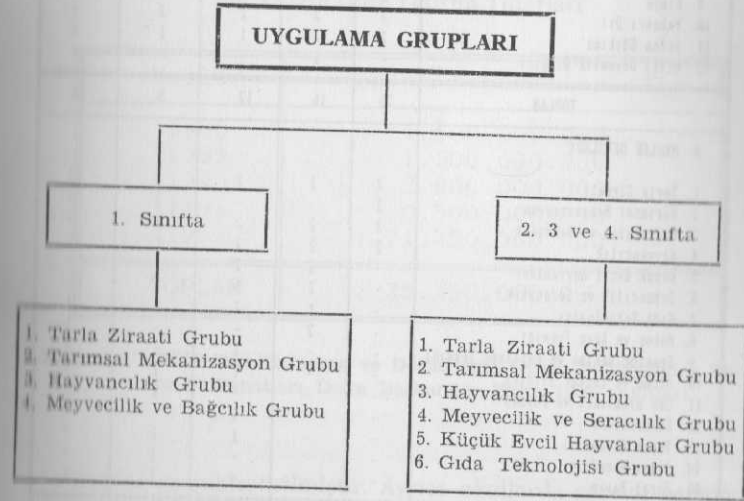 UYGULAMA GRUPLARI
1. Sınıfta
2. 3 ve 4. Sınıfta
1. Tarla Ziraati Grubu
2. Tarımsal Mekanizasyon Grubu
3. Hayvancılık Grubu
4. Meyvecilik ve Bağcılık Grubu
1. Tarla Ziraati Grubu
2. Tarımsal Mekanizasyon Grubu
3. Hayvancılık Grubu
4. Meyvecilik ve Seracılık Grubu
5. Küçük Evcil Hayvanlar Grubu
6. Gıda Teknolojisi Grubu